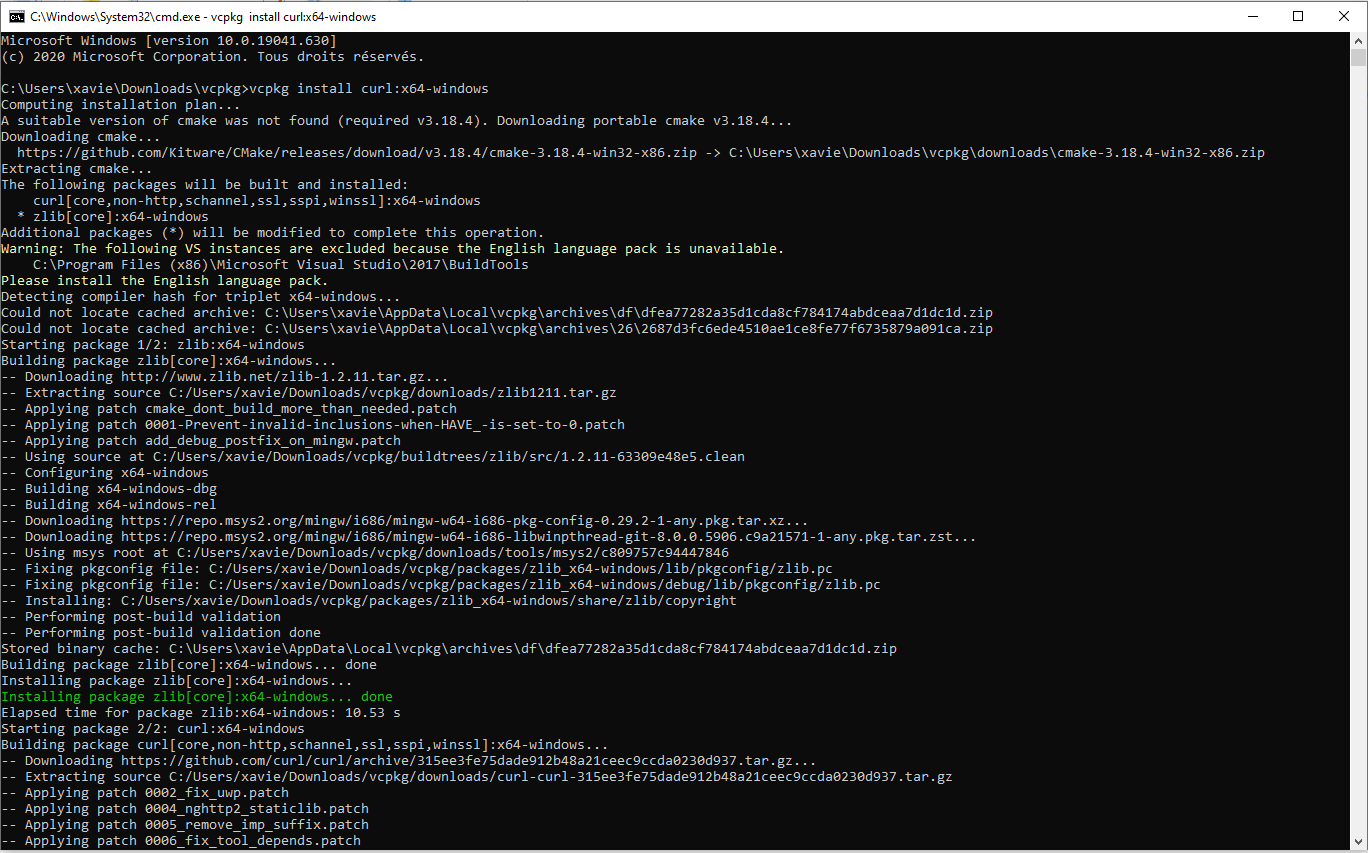 C:\Windows\System32\cmd.exe - vcpkg install curl:x64-windows
Microsoft Windows [version 10.0.19041.630]
(c) 2020 Microsoft Corporation. Tous droits réservés.
C:\Users\xavie\Downloads\vcpkg>vcpkg install curl:x64-windows
Computing installation plan...
A suitable version of cmake was not found (required v3.18.4). Downloading portable cmake v3.18.4...
Downloading cmake...
https://github.com/Kitware/CMake/releases/download/v3.18.4/cmake-3.18.4-win32-x86.zip -> C:\Users\xavie\Downloads\vcpkg\downloads\cmake-3.18.4-win32-x86.zip
Extracting cmake...
The following packages will be built and installed:
curl[core,non-http,schannel,ssl,sspi,winssl]:x64-windows
* zlib[core]:x64-windows
Additional packages (*) will be modified to complete this operation.
Warning: The following VS instances are excluded because the English language pack is unavailable.
C:\Program Files (x86)\Microsoft Visual Studio\2017\BuildTools
Please install the English language pack.
Detecting compiler hash for triplet x64-windows...
Could not locate cached archive: C:\Users\xavie\AppData\Local\vcpkg\archives\df\dfea77282a35d1cda8cf784174abdceaa7d1dc1d.zip
Could not locate cached archive: C:\Users\xavie\AppData\Local\vcpkg\archives\26\2687d3fc6ede4510ae1ce8fe77f6735879a091ca.zip
Starting package 1/2: zlib:x64-windows
Building package zlib[core]:x64-windows...
-- Downloading http://www.zlib.net/zlib-1.2.11.tar.gz...
-- Extracting source C:/Users/xavie/Downloads/vcpkg/downloads/zlib1211.tar.gz
-- Applying patch cmake_dont_build_more_than_needed.patch
-- Applying patch 0001-Prevent-invalid-inclusions-when-HAVE_-is-set-to-0.patch
-- Applying patch add_debug_postfix_on_mingw.patch
-- Using source at C:/Users/xavie/Downloads/vcpkg/buildtrees/zlib/src/1.2.11-63309e48e5.clean
-- Configuring x64-windows
-- Building x64-windows-dbg
-- Building x64-windows-rel
-- Downloading https://repo.msys2.org/mingw/i686/mingw-w64-i686-pkg-config-0.29.2-1-any.pkg.tar.xz...
-- Downloading https://repo.msys2.org/mingw/i686/mingw-w64-i686-libwinpthread-git-8.0.0.5906.c9a21571-1-any.pkg.tar.zst...
-- Using msys root at C:/Users/xavie/Downloads/vcpkg/downloads/tools/msys2/c809757c94447846
-- Fixing pkgconfig file: C:/Users/xavie/Downloads/vcpkg/packages/zlib_x64-windows/lib/pkgconfig/zlib.pc
-- Fixing pkgconfig file: C:/Users/xavie/Downloads/vcpkg/packages/zlib_x64-windows/debug/lib/pkgconfig/zlib.pc
-- Installing: C:/Users/xavie/Downloads/vcpkg/packages/zlib_x64-windows/share/zlib/copyright
-- Performing post-build validation
-- Performing post-build validation done
Stored binary cache: C:\Users\xavie\AppData\Local\vcpkg\archives\df\dfea77282a35d1cda8cf784174abdceaa7d1dc1d.zip
Building package zlib[core]:x64-windows... done
Installing package zlib[core]:x64-windows...
Installing package zlib[core]:x64-windows... done
Elapsed time for package zlib:x64-windows: 10.53 s
Starting package 2/2: curl:x64-windows
Building package curl[core,non-http,schannel,ssl,sspi,winssl]:x64-windows...
-- Downloading https://github.com/curl/curl/archive/315ee3fe75dade912b48a21ceec9ccda0230d937.tar.gz...
-- Extracting source C:/Users/xavie/Downloads/vcpkg/downloads/curl-curl-315ee3fe75dade912b48a21ceec9ccda0230d937.tar.gz
-- Applying patch 0002_fix_uwp.patch
-- Applying patch 0004_nghttp2_staticlib.patch
-- Applying patch 0005_remove_imp_suffix.patch
-- Applying patch 0006_fix_tool_depends.patch